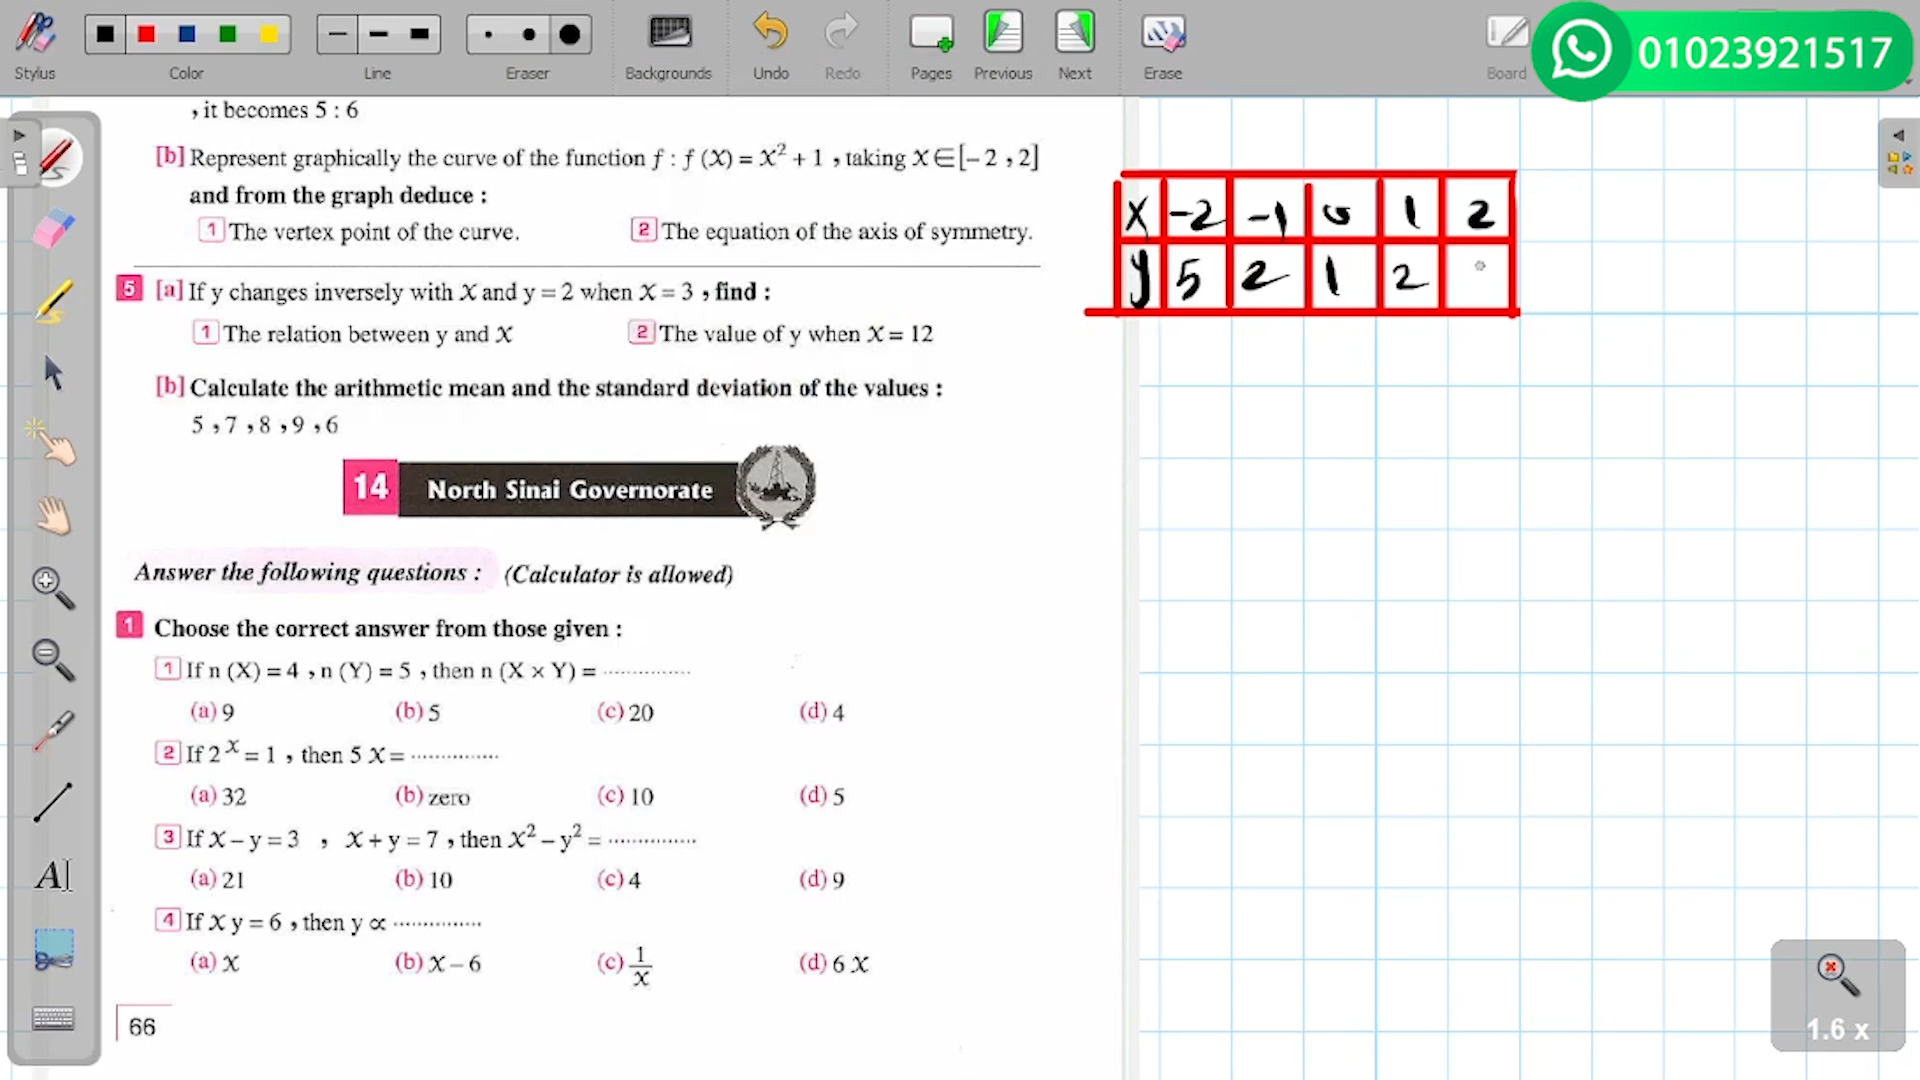 Stylus
Color
Line
Eraser
Backgrounds
Undo
Redo
Pages
Previous
Next
Erase
Board
01023921517
, it becomes 5 : 6
[b] Represent graphically the curve of the function f : f (X) = X² + 1 , taking X ∈ [– 2 , 2]
and from the graph deduce :
1 The vertex point of the curve.
2 The equation of the axis of symmetry.
5 [a] If y changes inversely with X and y = 2 when X = 3 , find :
1 The relation between y and X
2 The value of y when X = 12
[b] Calculate the arithmetic mean and the standard deviation of the values :
5 , 7 , 8 , 9 , 6
14 North Sinai Governorate
Answer the following questions : (Calculator is allowed)
1 Choose the correct answer from those given :
1 If n (X) = 4 , n (Y) = 5 , then n (X × Y) = ..............
(a) 9 (b) 5 (c) 20 (d) 4
2 If 2ˣ = 1 , then 5 X = ..............
(a) 32 (b) zero (c) 10 (d) 5
3 If X – y = 3 , X + y = 7 , then X² – y² = ..............
(a) 21 (b) 10 (c) 4 (d) 9
4 If X y = 6 , then y ∝ ..............
(a) X (b) X – 6 (c) 1/X (d) 6 X
66
X -2 -1 0 1 2
y 5 2 1 2
A
1.6 x